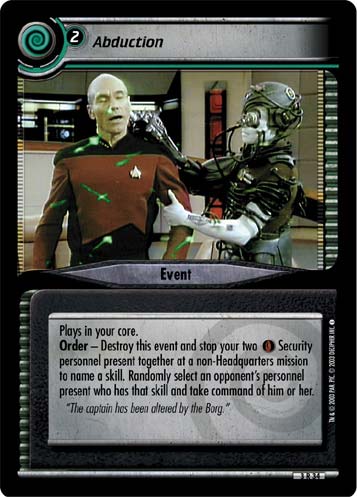 2 Abduction
Event
Plays in your core.
Order – Destroy this event and stop your two Security
personnel present together at a non-Headquarters mission
to name a skill. Randomly select an opponent's personnel
present who has that skill and take command of him or her.
"The captain has been altered by the Borg."
TM & © 2003 PAR. PIC. © 2003 DECIPHER INC.
3 R 34